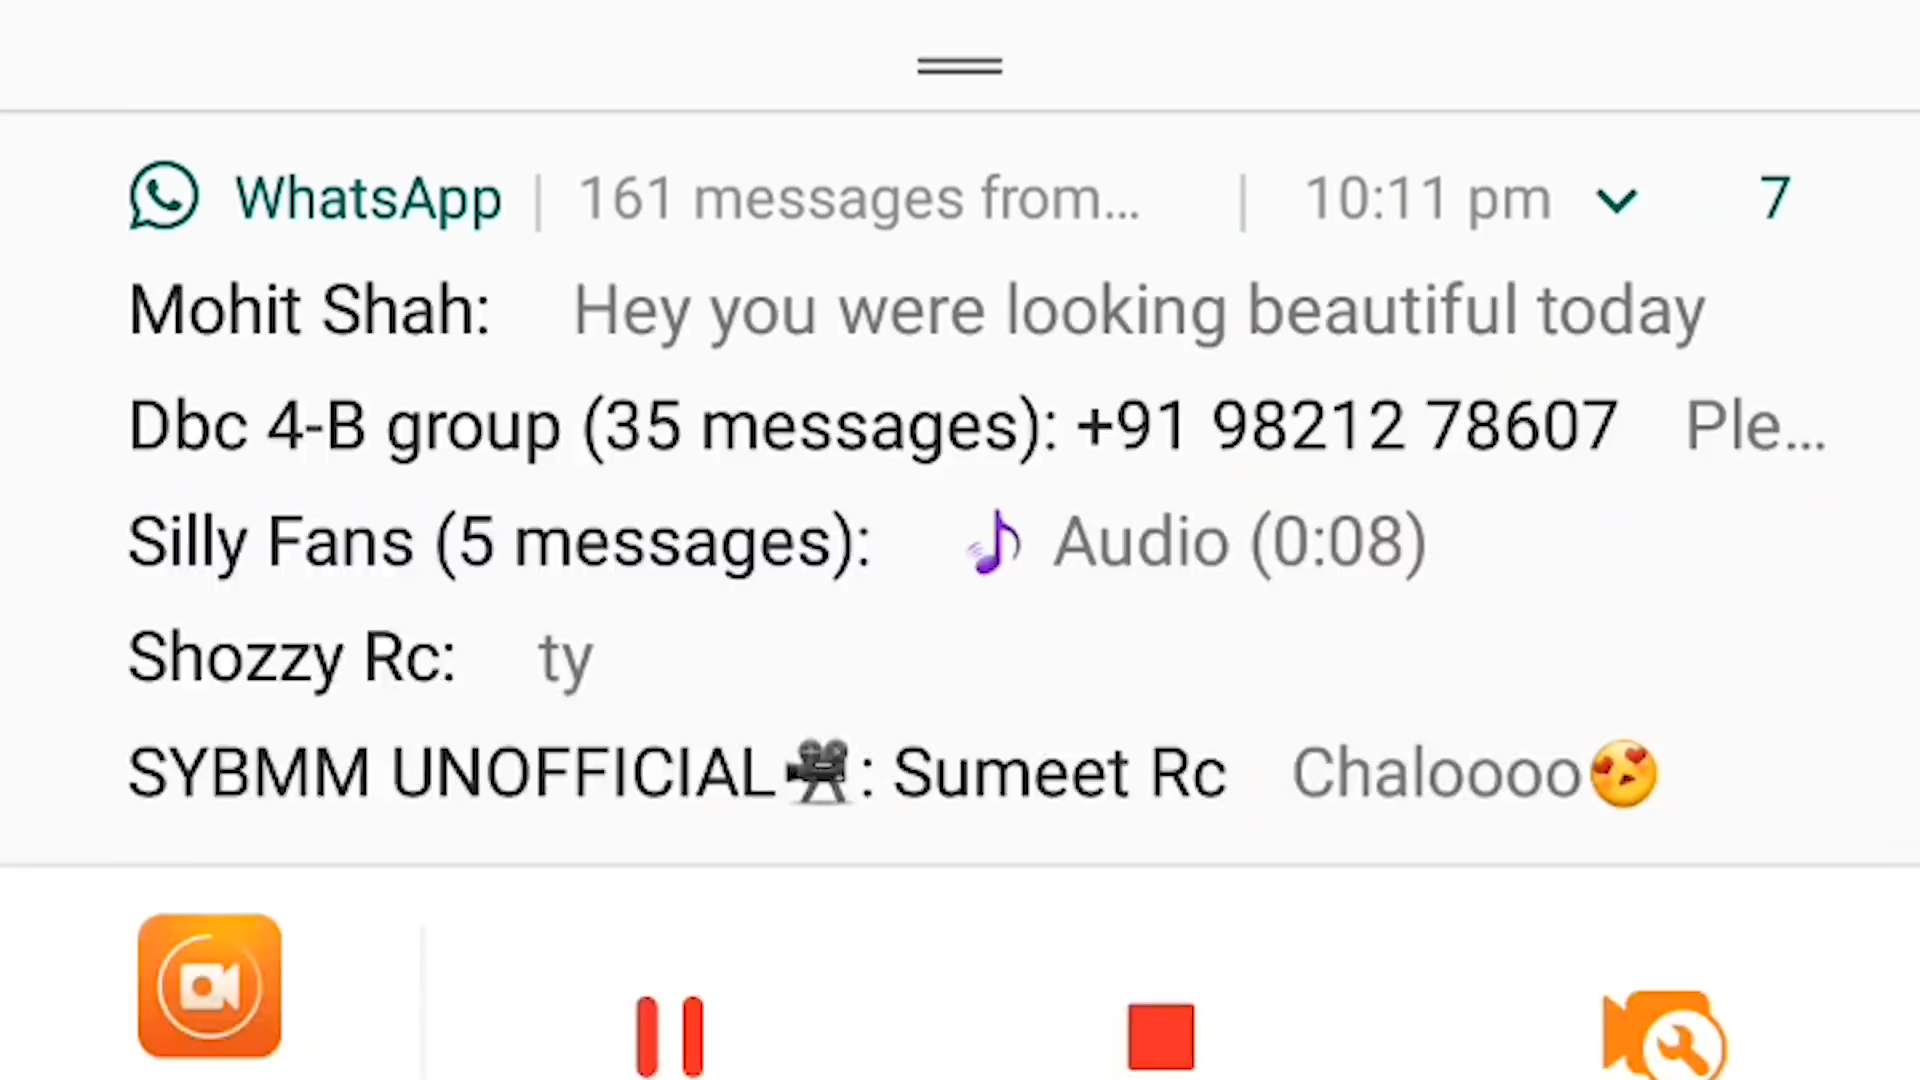 WhatsApp | 161 messages from... | 10:11 pm 7
Mohit Shah: Hey you were looking beautiful today
Dbc 4-B group (35 messages): +91 98212 78607 Ple...
Silly Fans (5 messages): 🎵 Audio (0:08)
Shozzy Rc: ty
SYBMM UNOFFICIAL🎥: Sumeet Rc Chaloooo😍